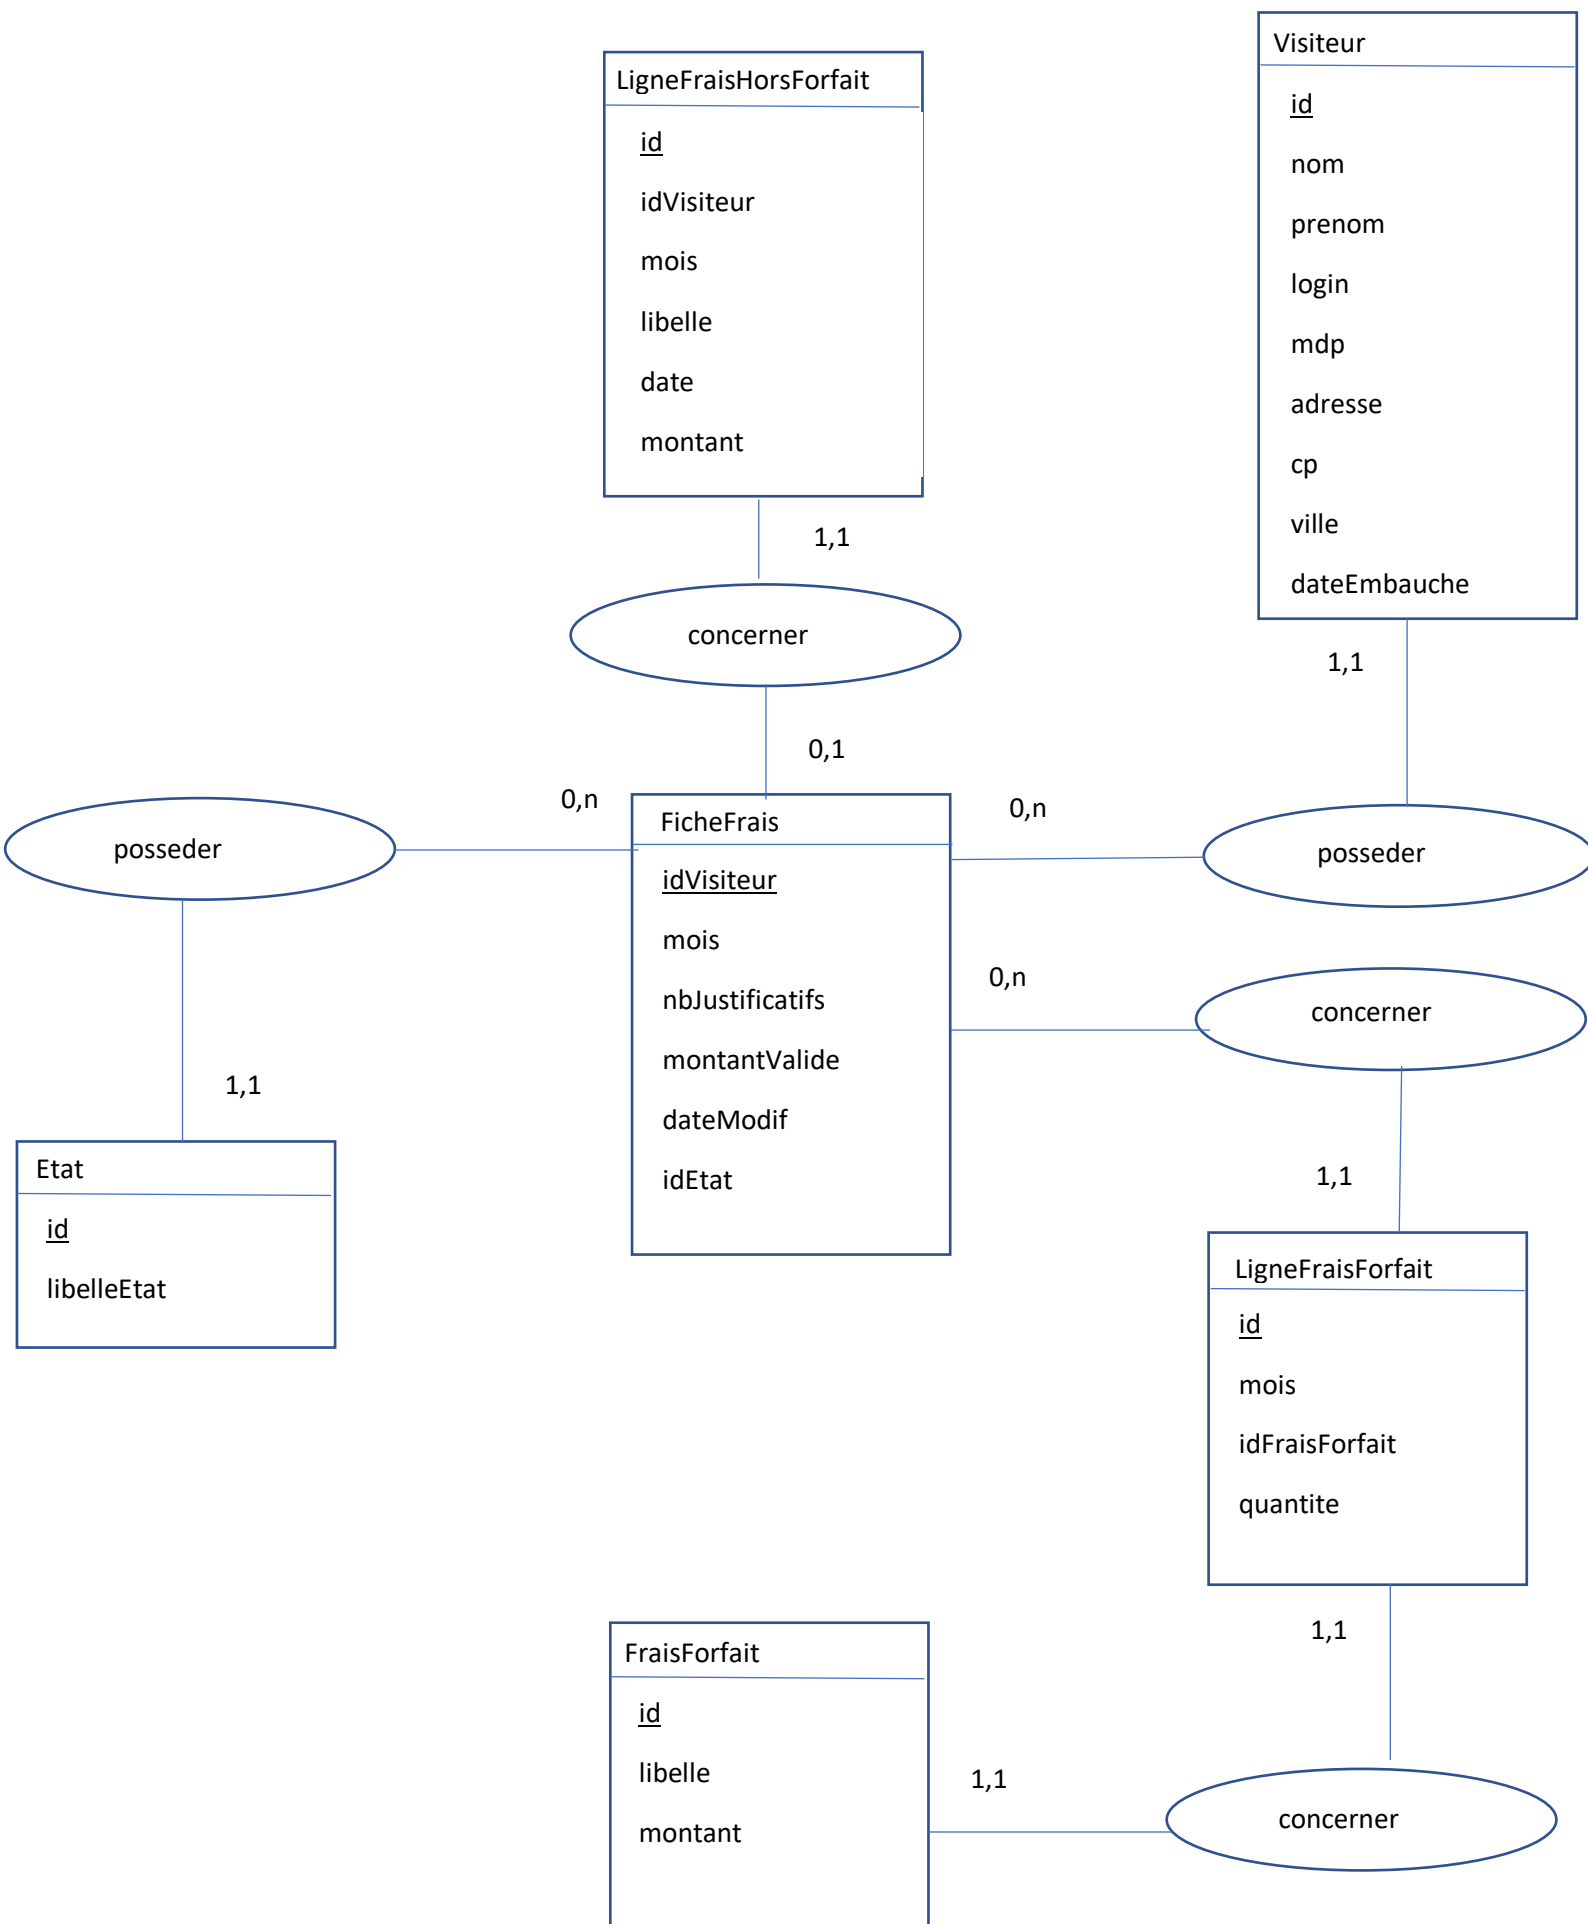 Visiteur
id
nom
prenom
login
mdp
adresse
cp
ville
dateEmbauche
1,1
LigneFraisHorsForfait
id
idVisiteur
mois
libelle
date
montant
1,1
concerner
0,1
posseder
0,n
FicheFrais
idVisiteur
mois
nbJustificatifs
montantValide
dateModif
idEtat
0,n
posseder
0,n
concerner
1,1
1,1
Etat
id
libelleEtat
LigneFraisForfait
id
mois
idFraisForfait
quantite
1,1
FraisForfait
id
libelle
montant
1,1
concerner